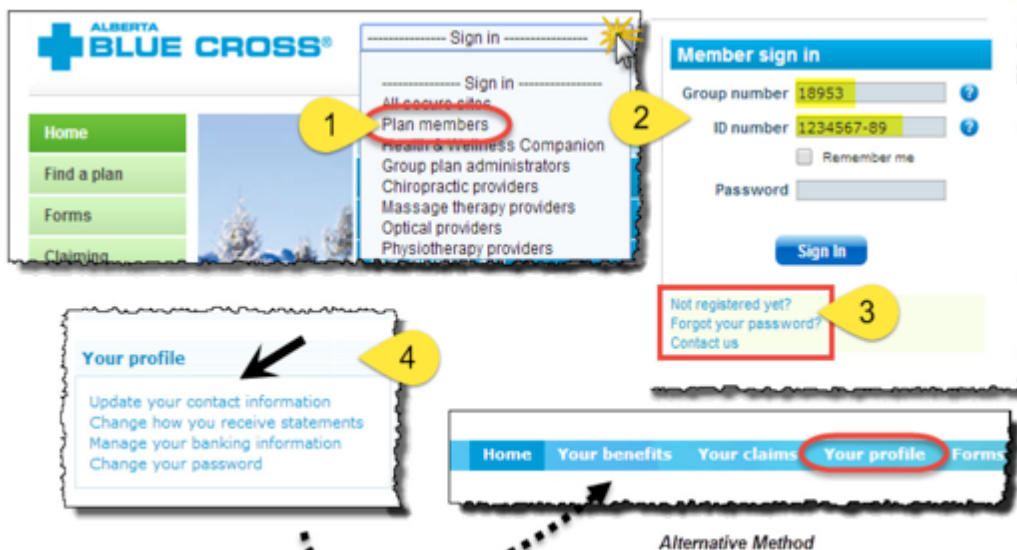 ALBERTA
BLUE CROSS®
---------------- Sign in ----------------
---------------- Sign in ----------------
All secure sites
Plan members
Health & Wellness Companion
Group plan administrators
Chiropractic providers
Massage therapy providers
Optical providers
Physiotherapy providers
1
Home
Find a plan
Forms
Claiming
2
Member sign in
Group number 18953 ?
ID number 1234567-89 ?
Remember me
Password
Sign In
Not registered yet?
Forgot your password?
Contact us
3
Your profile
4
Update your contact information
Change how you receive statements
Manage your banking information
Change your password
Home Your benefits Your claims Your profile Forms
Alternative Method